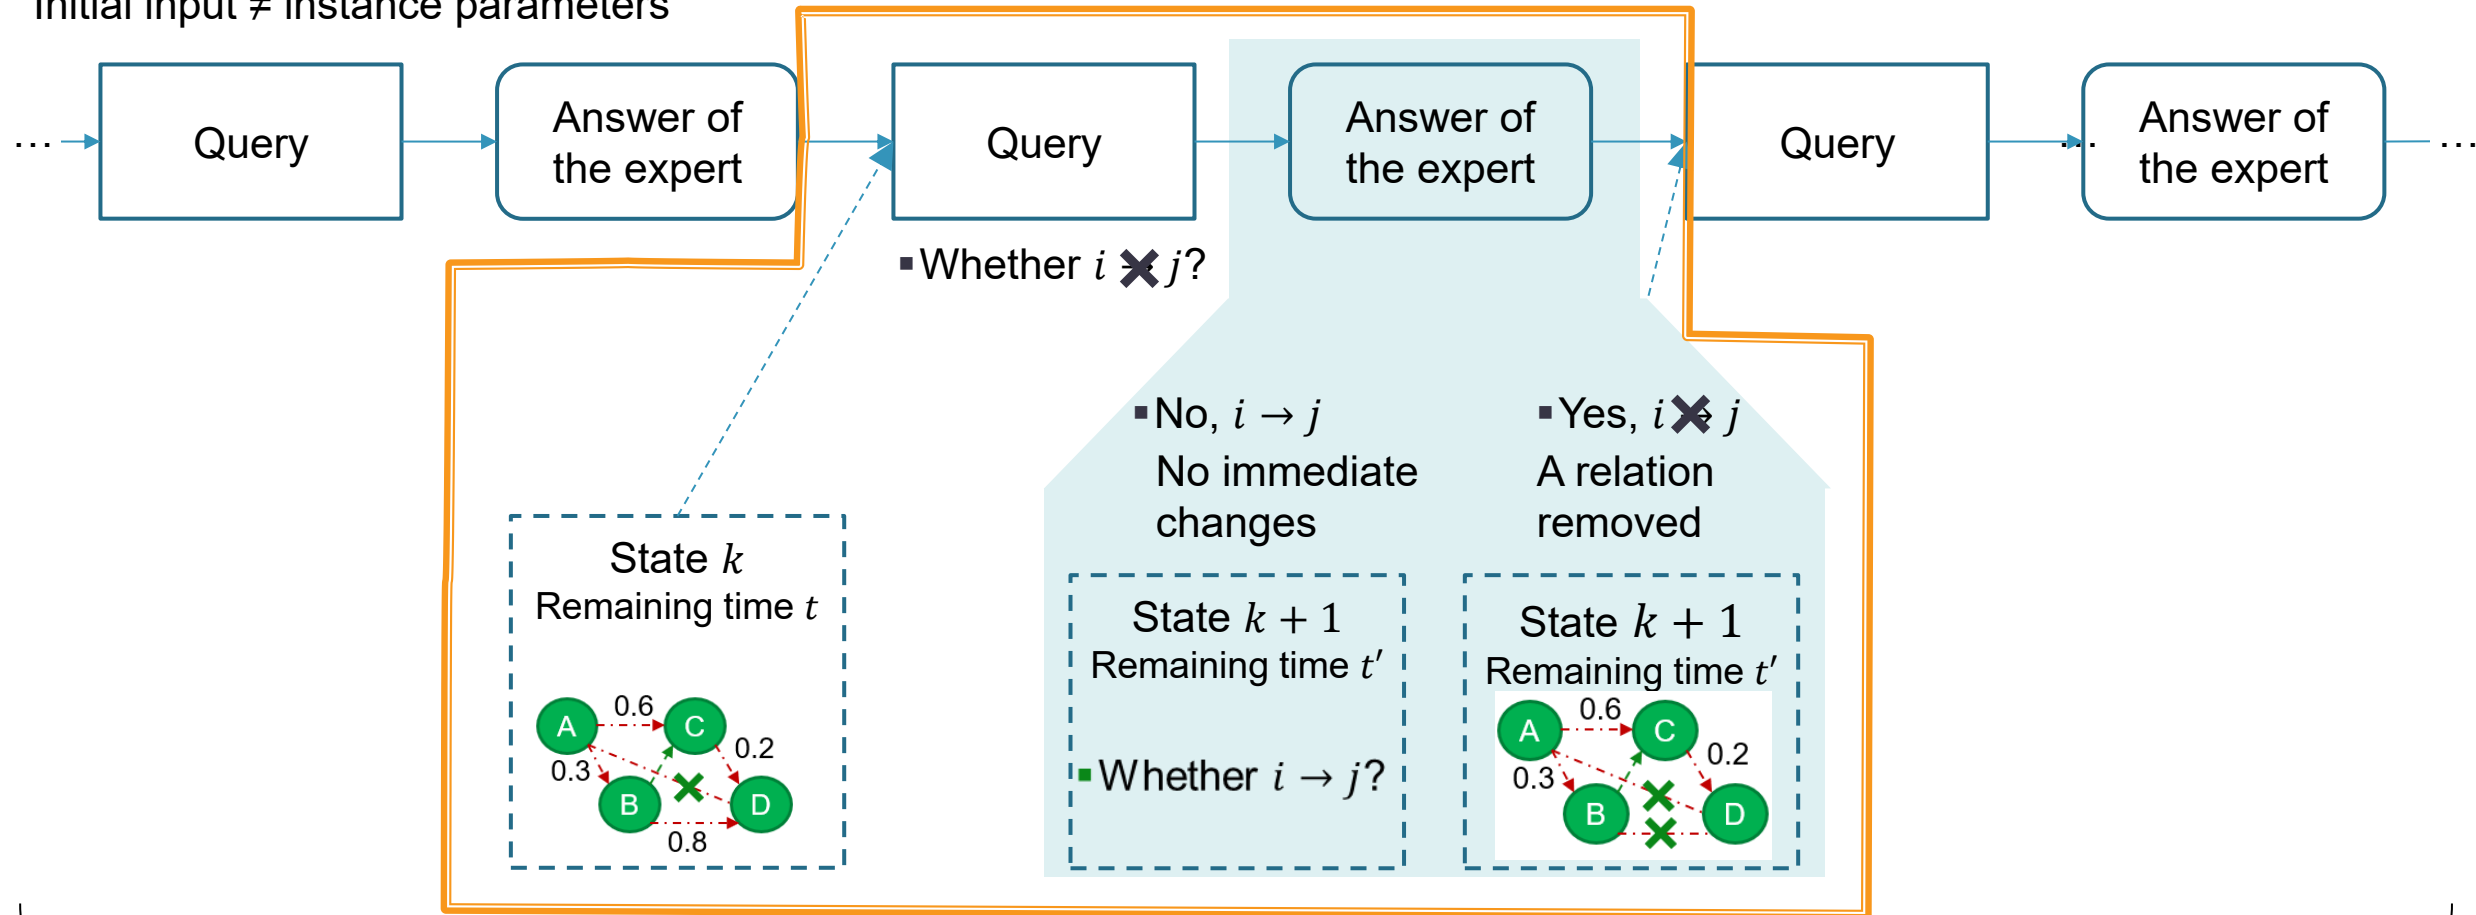 Initial input ≠ instance parameters
...
Query
Answer of
the expert
Query
Answer of
the expert
Query
...
Answer of
the expert
...
▪Whether i → j?
▪No, i → j
No immediate
changes
▪Yes, i → j
A relation
removed
State k
Remaining time t
A
0.6
C
0.2
0.3
B
D
0.8
State k + 1
Remaining time t′
▪Whether i → j?
State k + 1
Remaining time t′
A
0.6
C
0.2
0.3
B
D